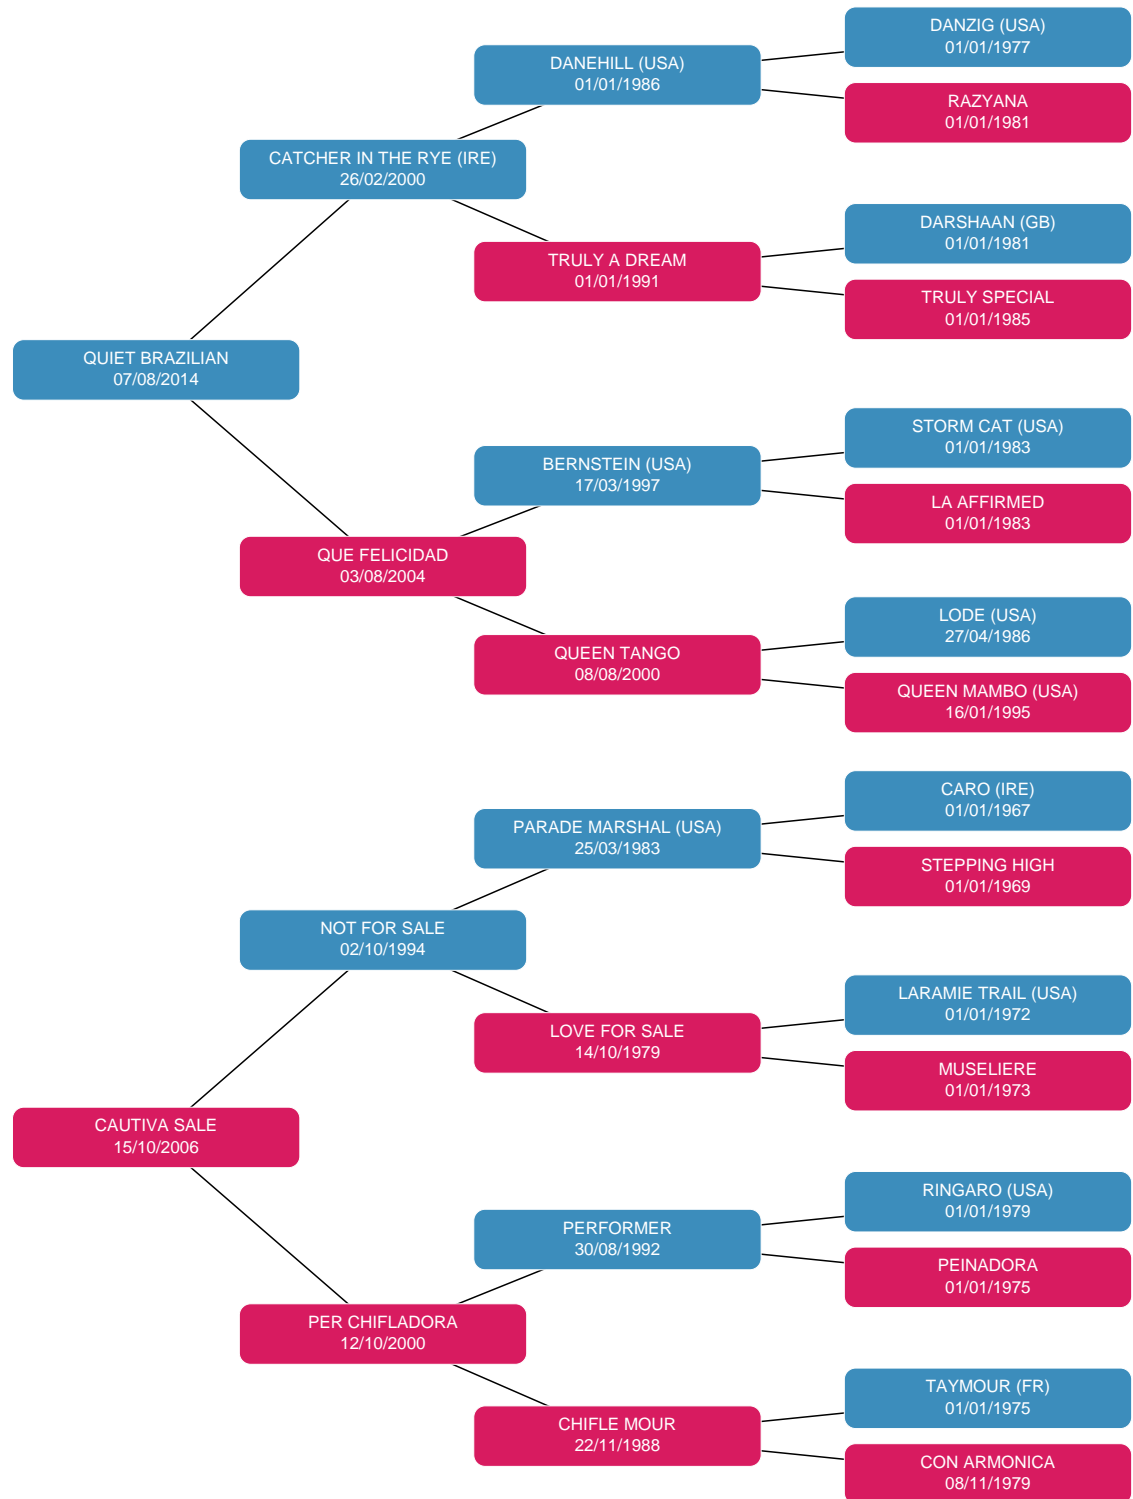 DANZIG (USA)
01/01/1977
DANEHILL (USA)
01/01/1986
RAZYANA
01/01/1981
CATCHER IN THE RYE (IRE)
26/02/2000
DARSHAAN (GB)
01/01/1981
TRULY A DREAM
01/01/1991
TRULY SPECIAL
01/01/1985
QUIET BRAZILIAN
07/08/2014
STORM CAT (USA)
01/01/1983
BERNSTEIN (USA)
17/03/1997
LA AFFIRMED
01/01/1983
QUE FELICIDAD
03/08/2004
LODE (USA)
27/04/1986
QUEEN TANGO
08/08/2000
QUEEN MAMBO (USA)
16/01/1995
CARO (IRE)
01/01/1967
PARADE MARSHAL (USA)
25/03/1983
STEPPING HIGH
01/01/1969
NOT FOR SALE
02/10/1994
LARAMIE TRAIL (USA)
01/01/1972
LOVE FOR SALE
14/10/1979
MUSELIERE
01/01/1973
CAUTIVA SALE
15/10/2006
RINGARO (USA)
01/01/1979
PERFORMER
30/08/1992
PEINADORA
01/01/1975
PER CHIFLADORA
12/10/2000
TAYMOUR (FR)
01/01/1975
CHIFLE MOUR
22/11/1988
CON ARMONICA
08/11/1979